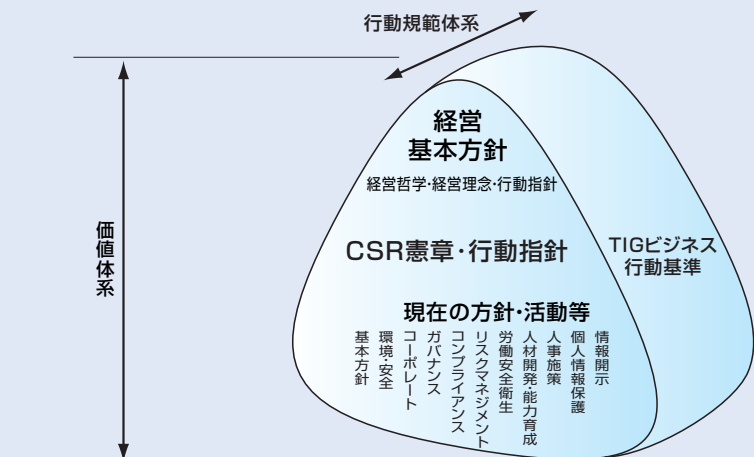 行動規範体系
価値体系
経営
基本方針
経営哲学・経営理念・行動指針
CSR憲章・行動指針
TIGビジネス
行動基準
現在の方針・活動等
情報開示
個人情報保護
人事施策
人材開発・能力育成
労働安全衛生
リスクマネジメント
コンプライアンス
ガバナンス
コーポレート
環境・安全
基本方針